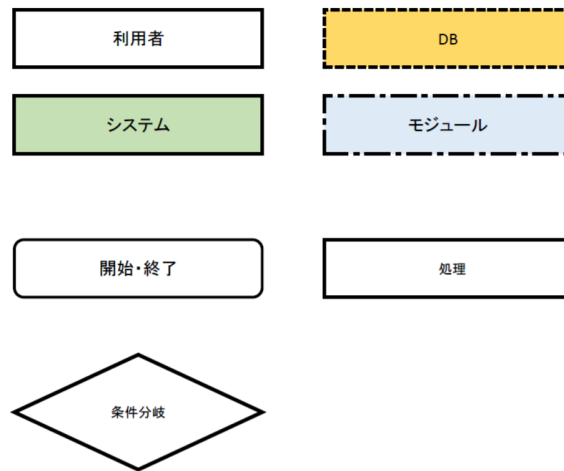 利用者
DB
システム
モジュール
開始・終了
処理
条件分岐